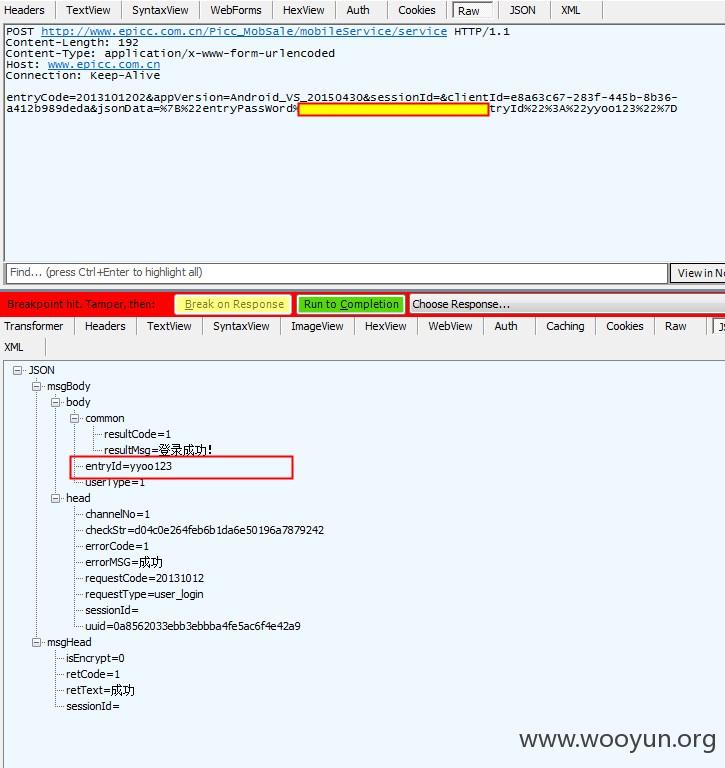 Headers TextView SyntaxView WebForms HexView Auth Cookies Raw JSON XML
POST http://www.epicc.com.cn/Picc_MobSale/mobileService/service HTTP/1.1
Content-Length: 192
Content-Type: application/x-www-form-urlencoded
Host: www.epicc.com.cn
Connection: Keep-Alive
entryCode=2013101202&appVersion=Android_VS_20150430&sessionId=&clientId=e8a63c67-283f-445b-8b36-
a412b989deda&jsonData=%7B%22entryPassWord% tryId%22%3A%22yyoo123%22%7D
Find... (press Ctrl+Enter to highlight all) View in No
Breakpoint hit. Tamper, then: Break on Response Run to Completion Choose Response...
Transformer Headers TextView SyntaxView ImageView HexView WebView Auth Caching Cookies Raw JS
XML
JSON
msgBody
body
common
resultCode=1
resultMsg=登录成功!
entryId=yyoo123
userType=1
head
channelNo=1
checkStr=d04c0e264feb6b1da6e50196a7879242
errorCode=1
errorMSG=成功
requestCode=20131012
requestType=user_login
sessionId=
uuid=0a8562033ebb3ebbba4fe5ac6f4e42a9
msgHead
isEncrypt=0
retCode=1
retText=成功
sessionId=
www.wooyun.org